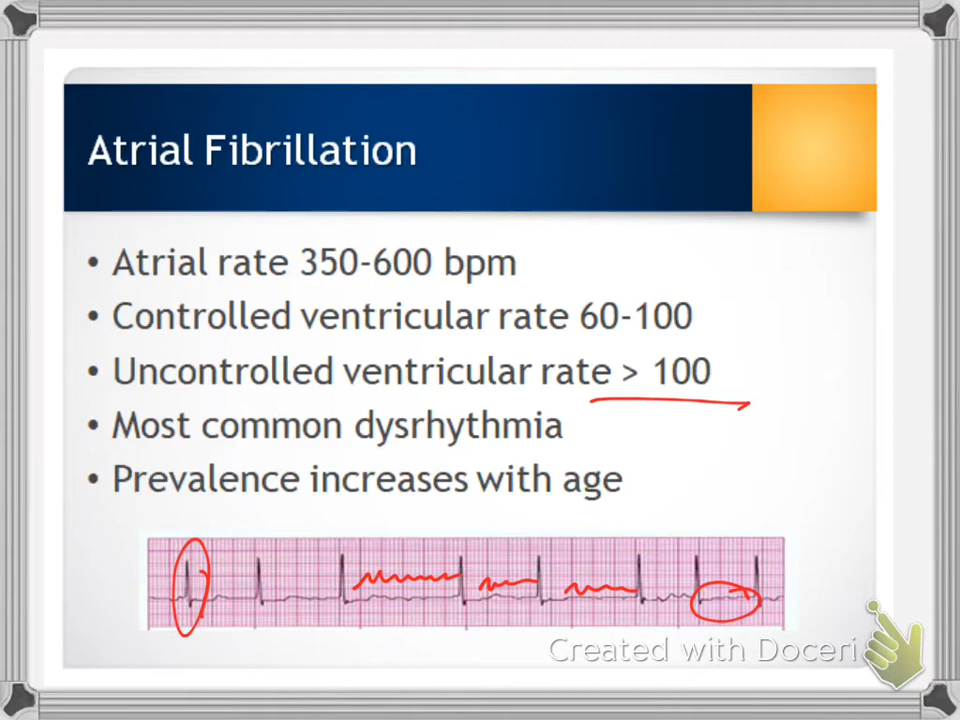 Atrial Fibrillation
• Atrial rate 350-600 bpm
• Controlled ventricular rate 60-100
• Uncontrolled ventricular rate > 100
• Most common dysrhythmia
• Prevalence increases with age
Created with Doceri